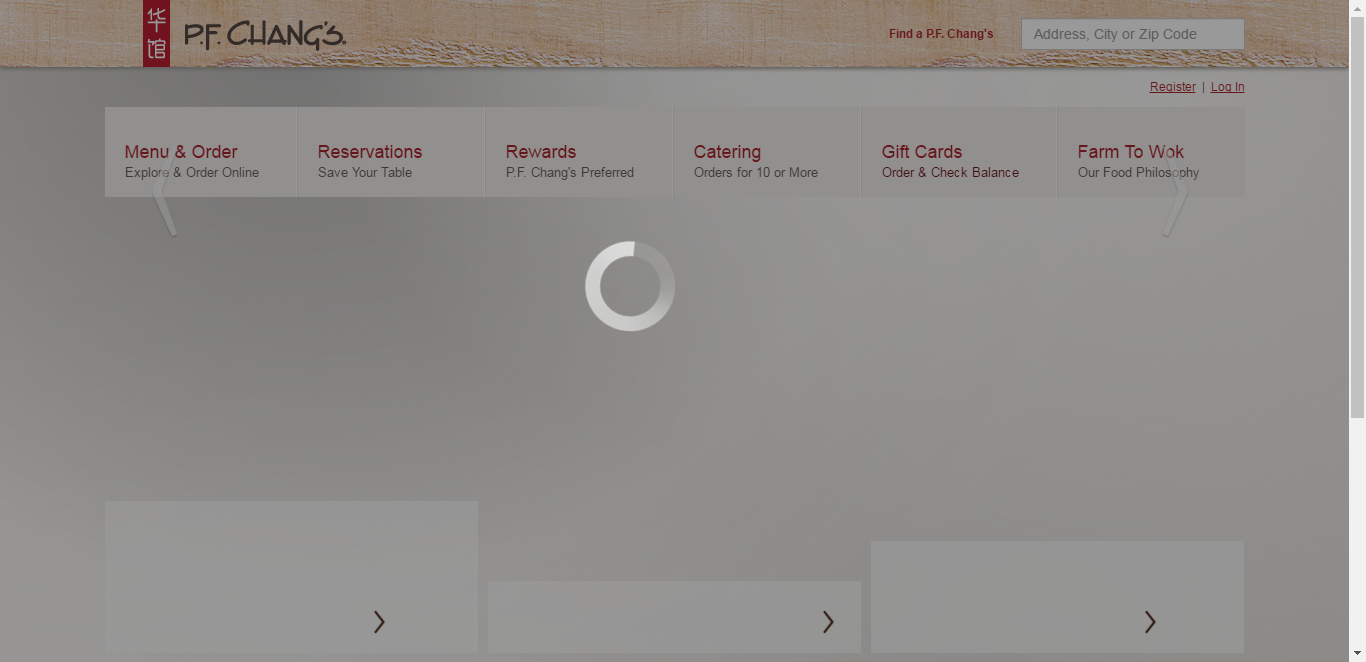 华
馆
P.F. CHANG'S®
Find a P.F. Chang's
Address, City or Zip Code
Register | Log In
Menu & Order
Explore & Order Online
Reservations
Save Your Table
Rewards
P.F. Chang's Preferred
Catering
Orders for 10 or More
Gift Cards
Order & Check Balance
Farm To Wok
Our Food Philosophy